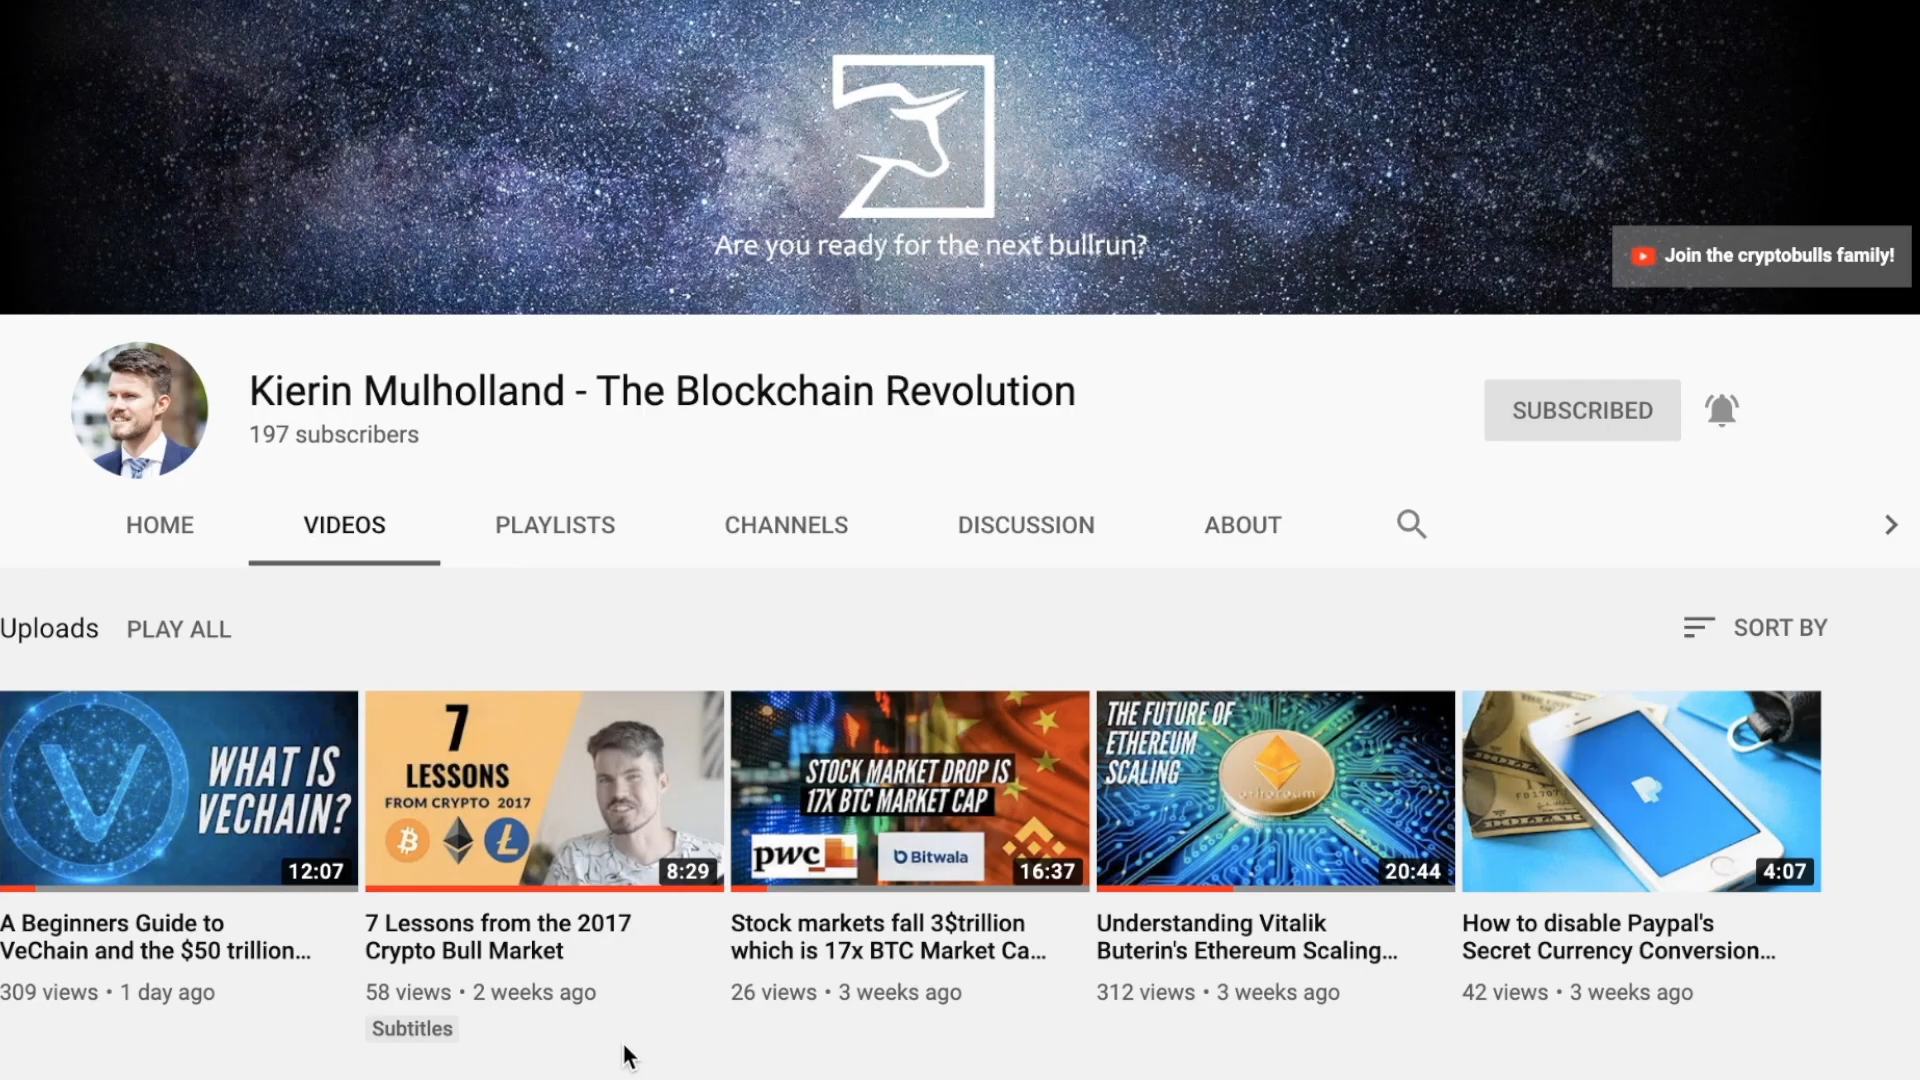 Are you ready for the next bullrun?
Join the cryptobulls family!
Kierin Mulholland - The Blockchain Revolution
197 subscribers
SUBSCRIBED
HOME
VIDEOS
PLAYLISTS
CHANNELS
DISCUSSION
ABOUT
Uploads
PLAY ALL
SORT BY
WHAT IS
VECHAIN?
12:07
A Beginners Guide to
VeChain and the $50 trillion...
309 views • 1 day ago
7
LESSONS
FROM CRYPTO 2017
8:29
7 Lessons from the 2017
Crypto Bull Market
58 views • 2 weeks ago
Subtitles
STOCK MARKET DROP IS
17X BTC MARKET CAP
pwc
Bitwala
16:37
Stock markets fall 3$trillion
which is 17x BTC Market Ca...
26 views • 3 weeks ago
THE FUTURE OF
ETHEREUM
SCALING
ethereum
20:44
Understanding Vitalik
Buterin's Ethereum Scaling...
312 views • 3 weeks ago
4:07
How to disable Paypal's
Secret Currency Conversion...
42 views • 3 weeks ago